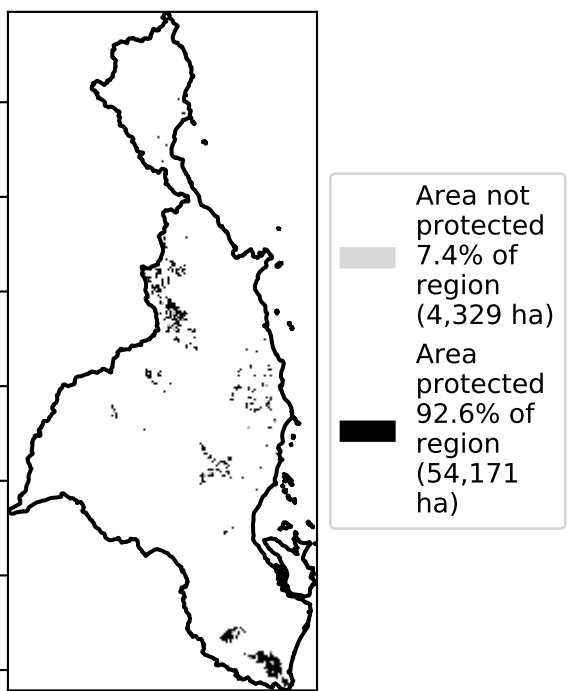 Area not
protected
7.4% of
region
(4,329 ha)
Area
protected
92.6% of
region
(54,171
ha)